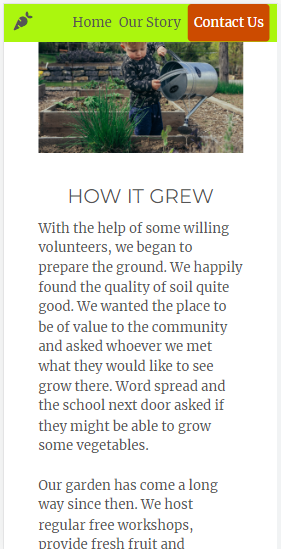 Home Our Story Contact Us
HOW IT GREW
With the help of some willing
volunteers, we began to
prepare the ground. We happily
found the quality of soil quite
good. We wanted the place to
be of value to the community
and asked whoever we met
what they would like to see
grow there. Word spread and
the school next door asked if
they might be able to grow
some vegetables.
Our garden has come a long
way since then. We host
regular free workshops,
provide fresh fruit and